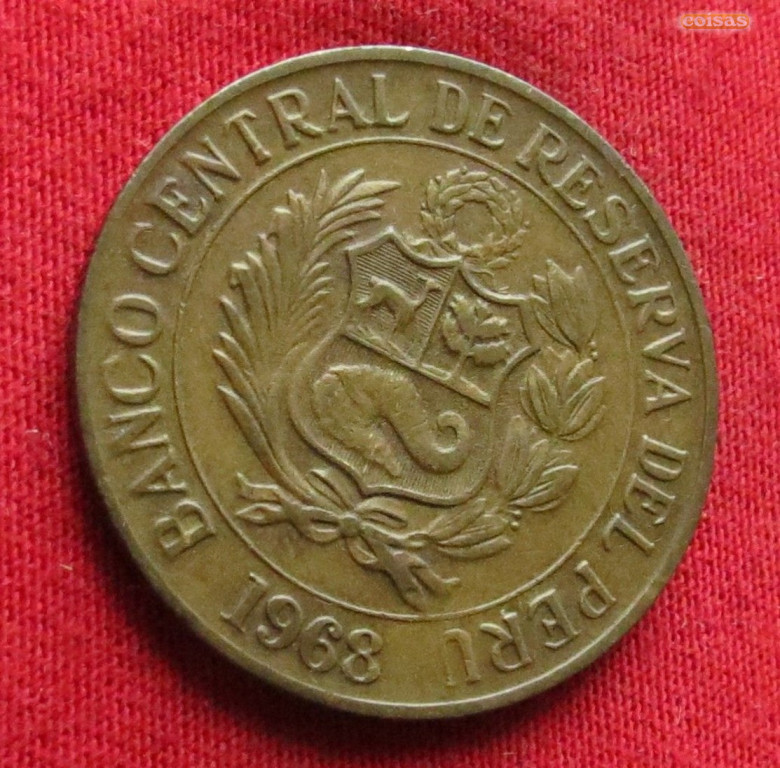 BANCO CENTRAL DE RESERVA DEL PERU
1968
coisas